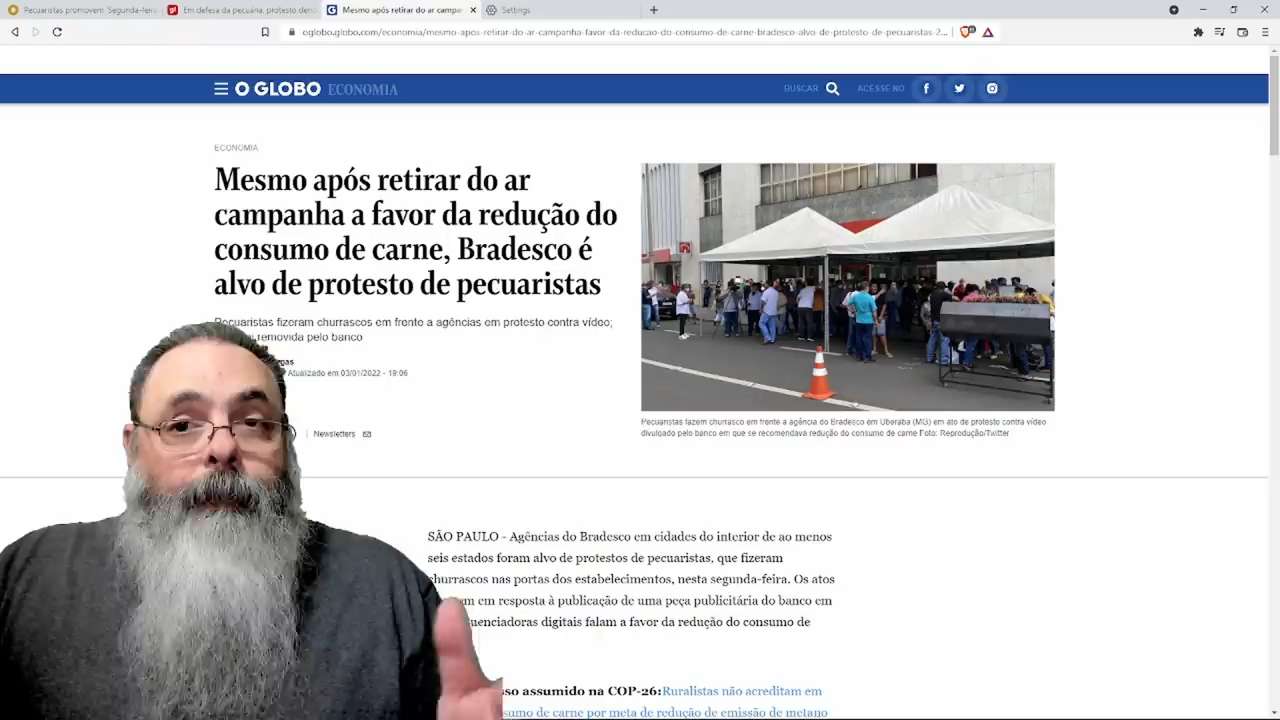 Pecuaristas promovem 'Segunda-feir
Em defesa da pecuária, protesto den
Mesmo após retirar do ar campan
Settings
oglobo.globo.com/economia/mesmo-apos-retirar-do-ar-campanha-favor-da-reducao-do-consumo-de-carne-bradesco-alvo-de-protesto-de-pecuaristas-2...
O GLOBO ECONOMIA
BUSCAR
ACESSE NO
ECONOMIA
Mesmo após retirar do ar
campanha a favor da redução do
consumo de carne, Bradesco é
alvo de protesto de pecuaristas
Pecuaristas fizeram churrascos em frente a agências em protesto contra vídeo;
removida pelo banco
Atualizado em 03/01/2022 - 19:06
Newsletters
Pecuaristas fazem churrasco em frente a agência do Bradesco em Uberaba (MG) em ato de protesto contra vídeo
divulgado pelo banco em que se recomendava redução do consumo de carne Foto: Reprodução/Twitter
SÃO PAULO - Agências do Bradesco em cidades do interior de ao menos
seis estados foram alvo de protestos de pecuaristas, que fizeram
churrascos nas portas dos estabelecimentos, nesta segunda-feira. Os atos
em resposta à publicação de uma peça publicitária do banco em
uenciadoras digitais falam a favor da redução do consumo de
so assumido na COP-26: Ruralistas não acreditam em
sumo de carne por meta de redução de emissão de metano